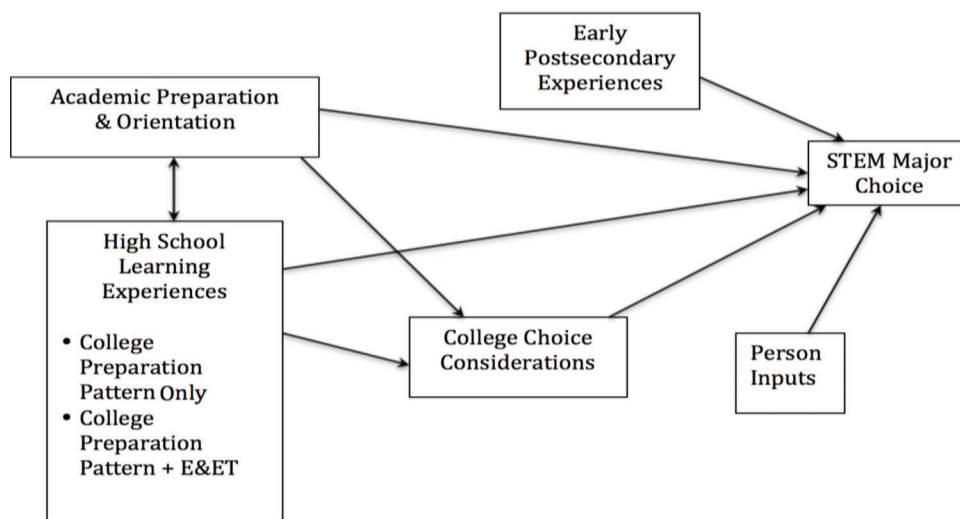 Early
Postsecondary
Experiences
Academic Preparation
& Orientation
STEM Major
Choice
High School
Learning
Experiences
• College
Preparation
Pattern Only
• College
Preparation
Pattern + E&ET
College Choice
Considerations
Person
Inputs